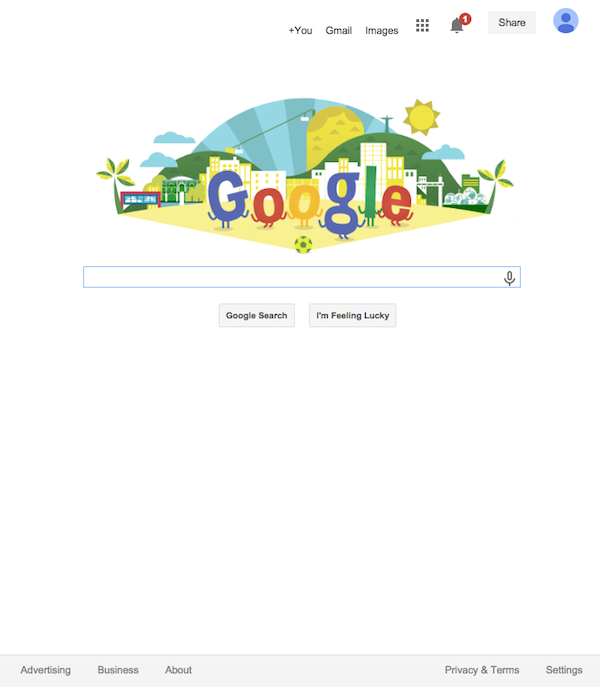 +You Gmail Images 1 Share
Google
Google Search I'm Feeling Lucky
Advertising Business About Privacy & Terms Settings